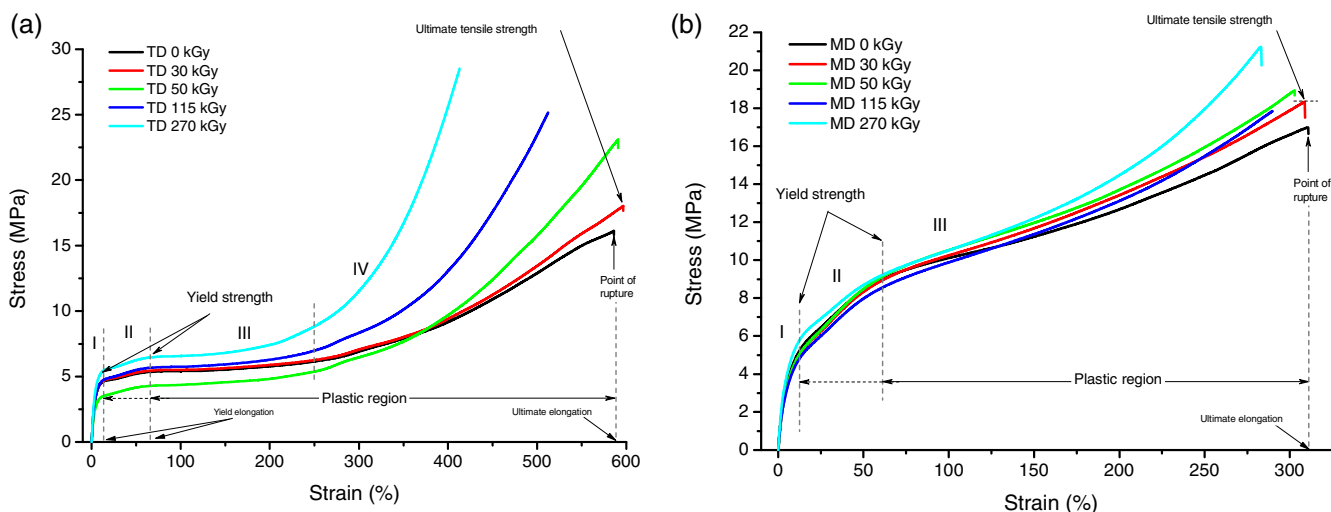 (a)
Stress (MPa)
30
25
20
15
10
5
0
TD 0 kGy
TD 30 kGy
TD 50 kGy
TD 115 kGy
TD 270 kGy
Ultimate tensile strength
IV
Yield strength
I
II
III
Point of
rupture
Plastic region
Yield elongation
Ultimate elongation
0
100
200
300
400
500
600
Strain (%)
(b)
Stress (MPa)
22
20
18
16
14
12
10
8
6
4
2
0
MD 0 kGy
MD 30 kGy
MD 50 kGy
MD 115 kGy
MD 270 kGy
Ultimate tensile strength
Yield strength
Point of
rupture
III
II
I
Plastic region
Ultimate elongation
0
50
100
150
200
250
300
Strain (%)